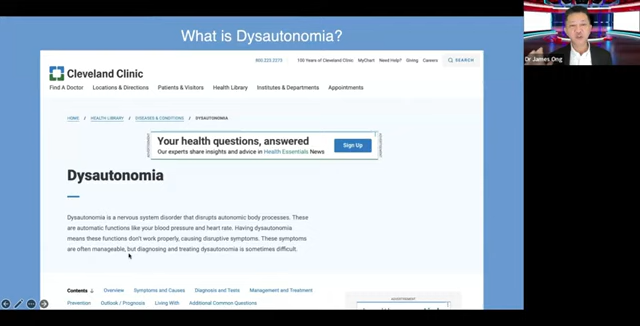 What is Dysautonomia?
800.223.2273 100 Years of Cleveland Clinic MyChart Need Help? Giving Careers SEARCH
Cleveland Clinic
Find A Doctor Locations & Directions Patients & Visitors Health Library Institutes & Departments Appointments
HOME / HEALTH LIBRARY / DISEASES & CONDITIONS / DYSAUTONOMIA
ADVERTISEMENT
Your health questions, answered
Our experts share insights and advice in Health Essentials News
Sign Up
Dysautonomia
Dysautonomia is a nervous system disorder that disrupts autonomic body processes. These
are automatic functions like your blood pressure and heart rate. Having dysautonomia
means these functions don't work properly, causing disruptive symptoms. These symptoms
are often manageable, but diagnosing and treating dysautonomia is sometimes difficult.
Contents Overview Symptoms and Causes Diagnosis and Tests Management and Treatment
Prevention Outlook / Prognosis Living With Additional Common Questions
ADVERTISEMENT
Dr James Ong